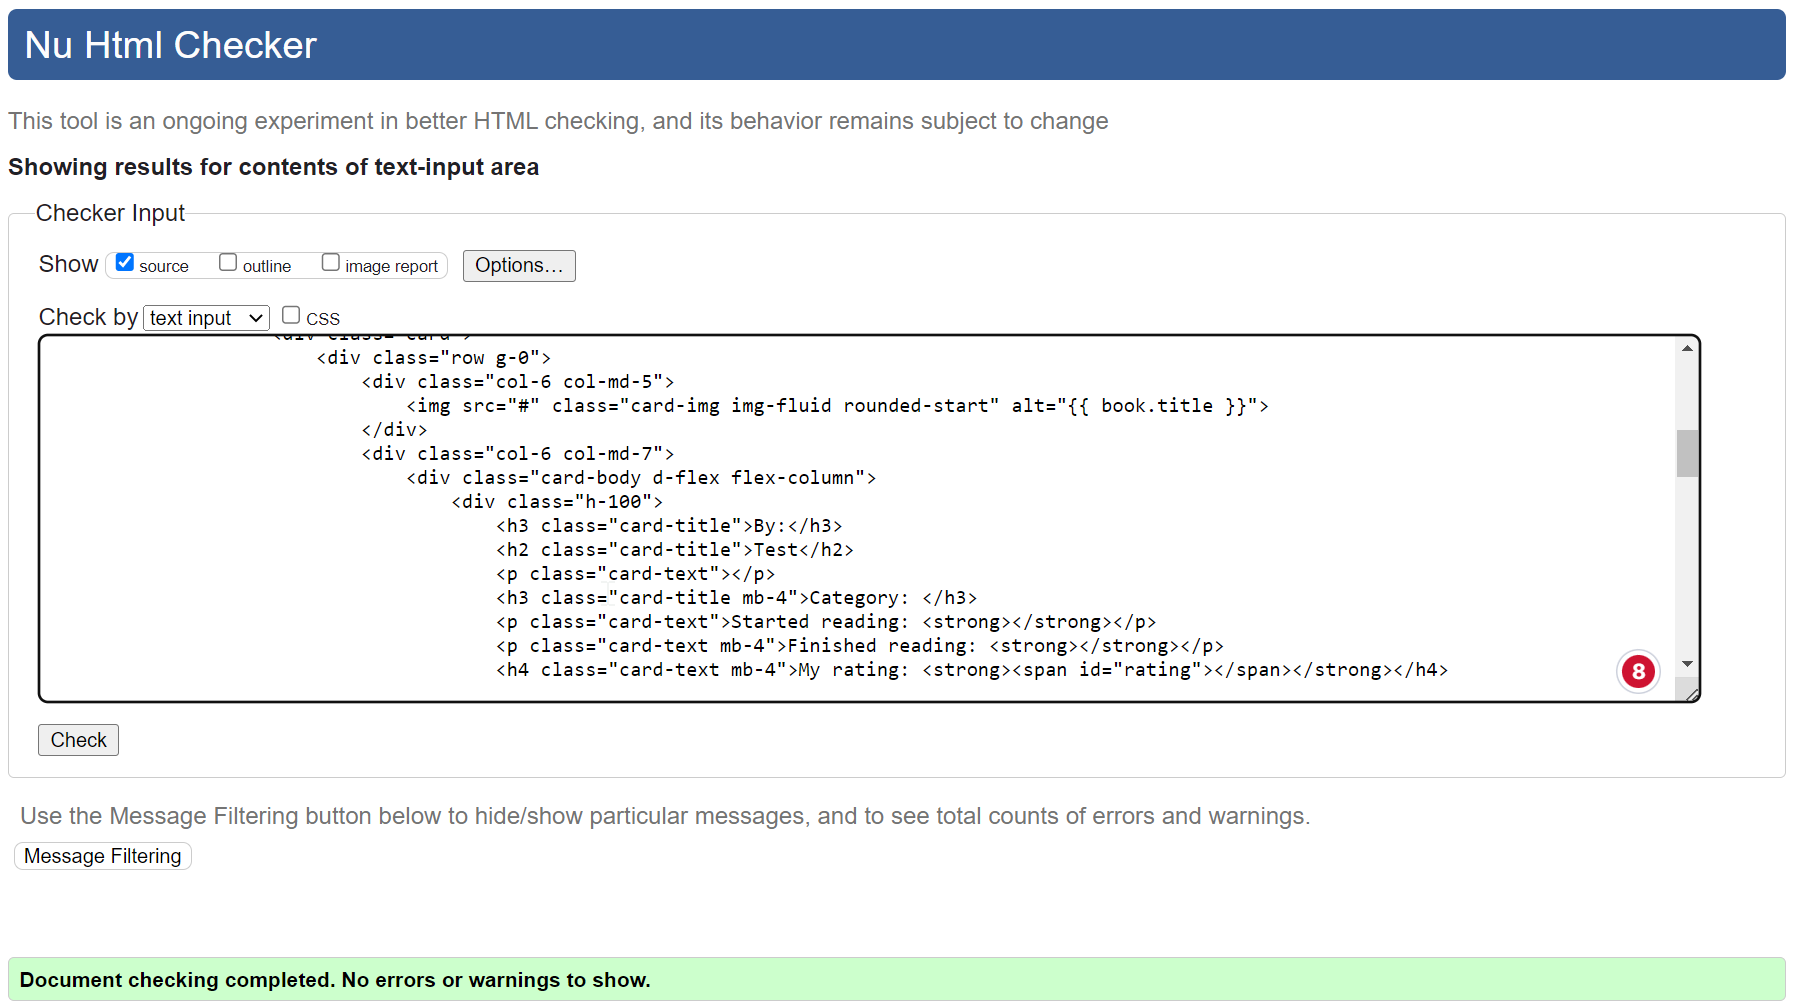 Nu Html Checker
This tool is an ongoing experiment in better HTML checking, and its behavior remains subject to change
Showing results for contents of text-input area
Checker Input
Show source outline image report Options...
Check by text input CSS
<div class="card">
<div class="row g-0">
<div class="col-6 col-md-5">
<img src="#" class="card-img img-fluid rounded-start" alt="{{ book.title }}">
</div>
<div class="col-6 col-md-7">
<div class="card-body d-flex flex-column">
<div class="h-100">
<h3 class="card-title">By:</h3>
<h2 class="card-title">Test</h2>
<p class="card-text"></p>
<h3 class="card-title mb-4">Category: </h3>
<p class="card-text">Started reading: <strong></strong></p>
<p class="card-text mb-4">Finished reading: <strong></strong></p>
<h4 class="card-text mb-4">My rating: <strong><span id="rating"></span></strong></h4>
8
Check
Use the Message Filtering button below to hide/show particular messages, and to see total counts of errors and warnings.
Message Filtering
Document checking completed. No errors or warnings to show.